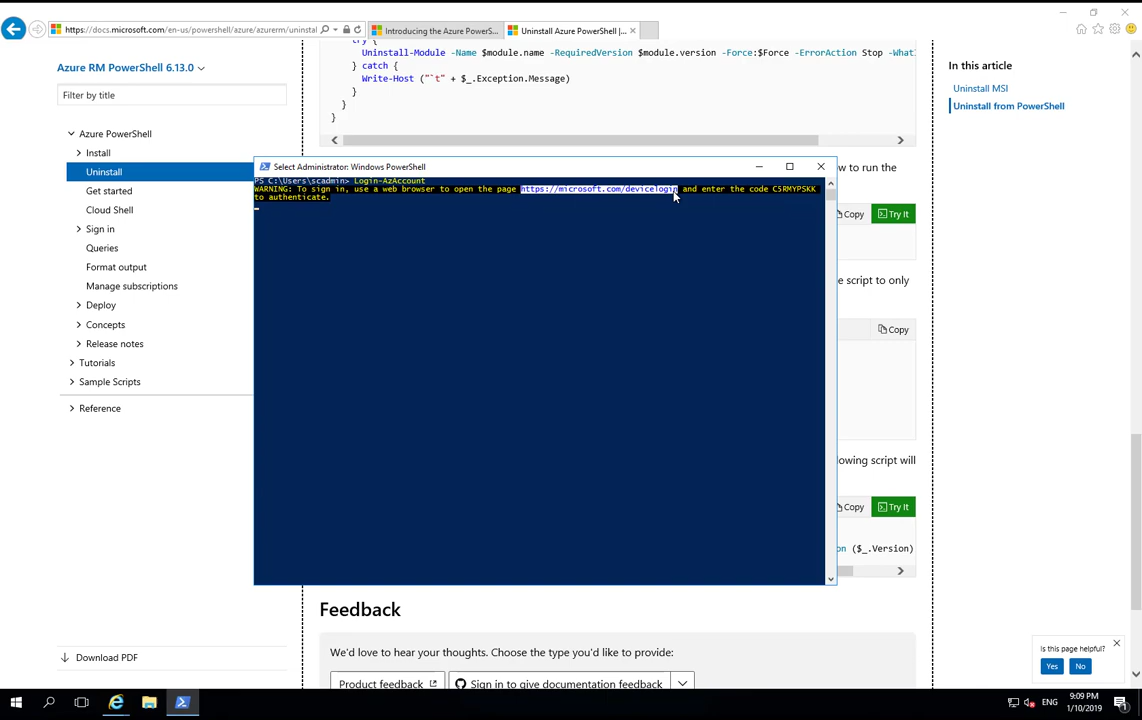 https://docs.microsoft.com/en-us/powershell/azure/azurerm/uninstal
Introducing the Azure PowerS...
Uninstall Azure PowerShell |...
Azure RM PowerShell 6.13.0
Filter by title
Azure PowerShell
Install
Uninstall
Get started
Cloud Shell
Sign in
Queries
Format output
Manage subscriptions
Deploy
Concepts
Release notes
Tutorials
Sample Scripts
Reference
Download PDF
try {
Uninstall-Module -Name $module.name -RequiredVersion $module.version -Force:$Force -ErrorAction Stop -What
} catch {
Write-Host ("`t" + $_.Exception.Message)
}
}
}
Select Administrator: Windows PowerShell
PS C:\Users\scadmin> Login-AzAccount
WARNING: To sign in, use a web browser to open the page https://microsoft.com/devicelogin and enter the code C5RMYPSKK
to authenticate.
w to run the
Copy
Try It
e script to only
Copy
owing script will
Copy
Try It
on ($_.Version)
Feedback
We'd love to hear your thoughts. Choose the type you'd like to provide:
Product feedback
Sign in to give documentation feedback
In this article
Uninstall MSI
Uninstall from PowerShell
Is this page helpful?
Yes
No
ENG
9:09 PM
1/10/2019
1